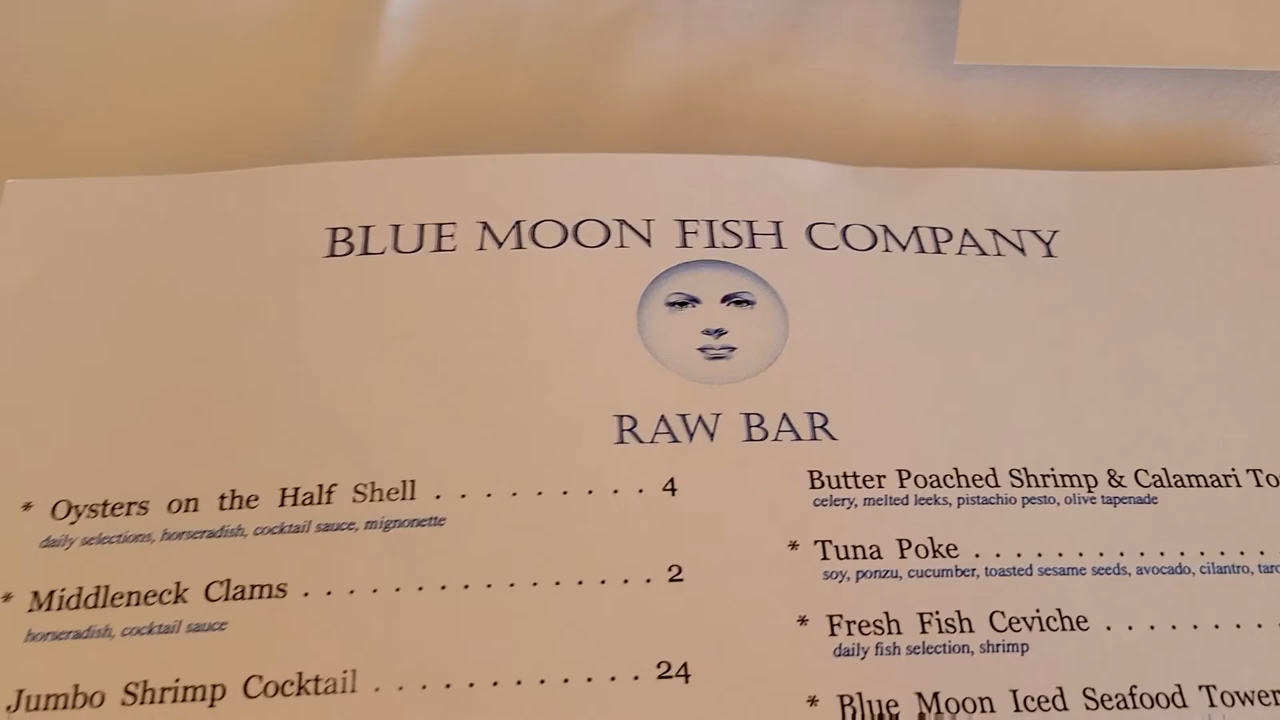 BLUE MOON FISH COMPANY
RAW BAR
* Oysters on the Half Shell . . . . . . . . . 4
daily selections, horseradish, cocktail sauce, mignonette
* Middleneck Clams . . . . . . . . . . . . . . 2
horseradish, cocktail sauce
Jumbo Shrimp Cocktail . . . . . . . . . . . . 24
Butter Poached Shrimp & Calamari
celery, melted leeks, pistachio pesto, olive tapenade
* Tuna Poke . . . . . . . . . . . . . . .
soy, ponzu, cucumber, toasted sesame seeds, avocado, cilantro,
* Fresh Fish Ceviche . . . . . . . .
daily fish selection, shrimp
* Blue Moon Iced Seafood Tower